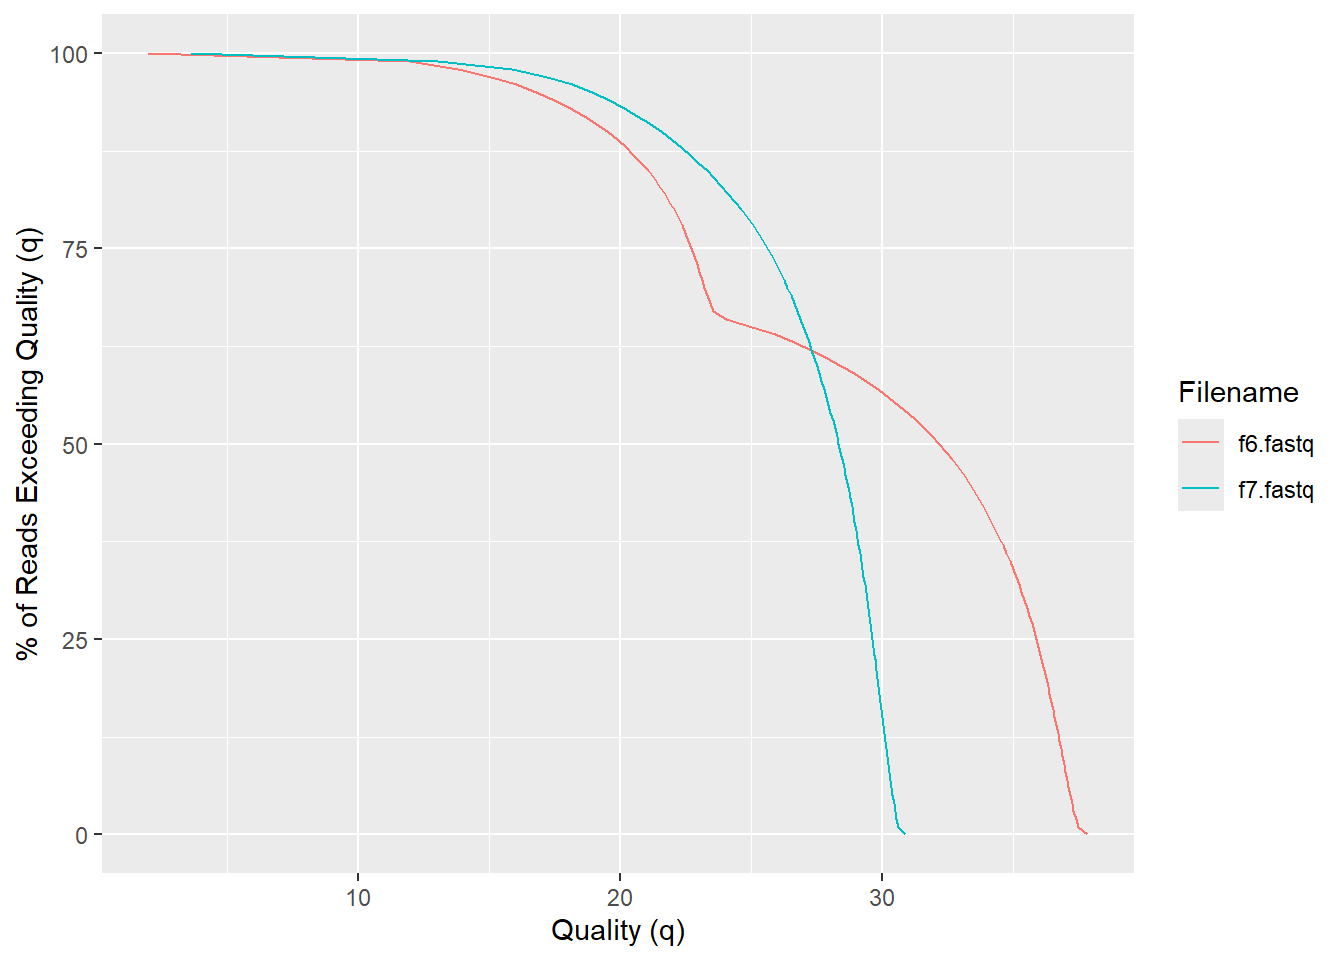 % of Reads Exceeding Quality (q)
100
75
50
25
0
10 20 30
Quality (q)
Filename
f6.fastq
f7.fastq